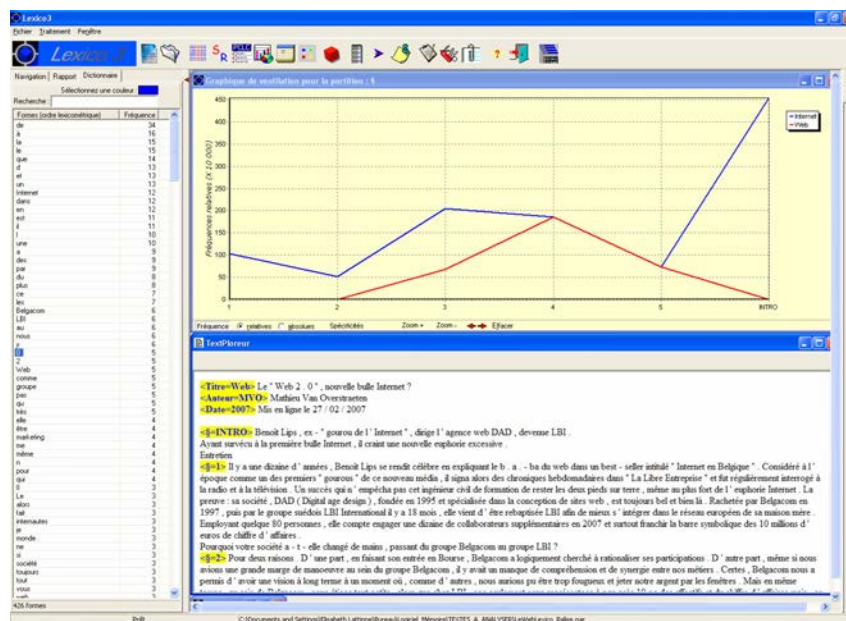 Lexico3
Fichier Traitement Fenêtre
Lexico 3
Navigation Rapport Dictionnaire
Sélectionnez une couleur:
Recherche
Formes (ordre lexicométrique) Fréquence
de 34
à 16
la 15
le 15
que 14
d 13
et 13
un 13
Internet 12
dans 12
en 12
est 11
il 11
l 10
une 10
a 9
des 9
par 9
du 8
plus 8
ce 7
les 7
Belgacom 6
LBI 6
au 6
nous 6
y 6
5
2 5
Web 5
comme 5
groupe 5
pas 5
qu 5
très 5
elle 4
être 4
marketing 4
me 4
même 4
n 4
pour 4
qui 4
3
Le 3
alors 3
fait 3
internautes 3
je 3
monde 3
ne 3
si 3
société 3
toujours 3
tout 3
vous 3
web 3
426 formes
Graphique de ventilation pour la partition : §
Fréquences relatives (X 10 000)
450
400
350
300
250
200
150
100
50
0
1 2 3 4 5 INTRO
Internet
Web
Fréquence relatives absolues Spécificités Zoom + Zoom - Effacer
TextPloreur
<Titre=Web> Le " Web 2 . 0 " , nouvelle bulle Internet ?
<Auteur=MVO> Mathieu Van Overstraeten
<Date=2007> Mis en ligne le 27 / 02 / 2007
<§=INTRO> Benoit Lips , ex - " gourou de l ' Internet " , dirige l ' agence web DAD , devenue LBI .
Ayant survécu à la première bulle Internet , il craint une nouvelle euphorie excessive .
Entretien
<§=1> Il y a une dizaine d ' années , Benoit Lips se rendit célèbre en expliquant le b . a . - ba du web dans un best - seller intitulé " Internet en Belgique " . Considéré à l '
époque comme un des premiers " gourous " de ce nouveau média , il signa alors des chroniques hebdomadaires dans " La Libre Entreprise " et fut régulièrement interrogé à
la radio et à la télévision . Un succès qui n ' empêcha pas cet ingénieur civil de formation de rester les deux pieds sur terre , même au plus fort de l ' euphorie Internet . La
preuve : sa société , DAD ( Digital age design ) , fondée en 1995 et spécialisée dans la conception de sites web , est toujours bel et bien là . Rachetée par Belgacom en
1997 , puis par le groupe suédois LBI International il y a 18 mois , elle vient d ' être rebaptisée LBI afin de mieux s ' intégrer dans le réseau européen de sa maison mère .
Employant quelque 80 personnes , elle compte engager une dizaine de collaborateurs supplémentaires en 2007 et surtout franchir la barre symbolique des 10 millions d '
euros de chiffre d ' affaires .
Pourquoi votre société a - t - elle changé de mains , passant du groupe Belgacom au groupe LBI ?
<§=2> Pour deux raisons . D ' une part , en faisant son entrée en Bourse , Belgacom a logiquement cherché à rationaliser ses participations . D ' autre part , même si nous
avions une grande marge de manoeuvre au sein du groupe Belgacom , il y avait un manque de compréhension et de synergie entre nos métiers . Certes , Belgacom nous a
permis d ' avoir une vision à long terme à un moment où , comme d ' autres , nous aurions pu être trop fougueux et jeter notre argent par les fenêtres . Mais en même
Prêt